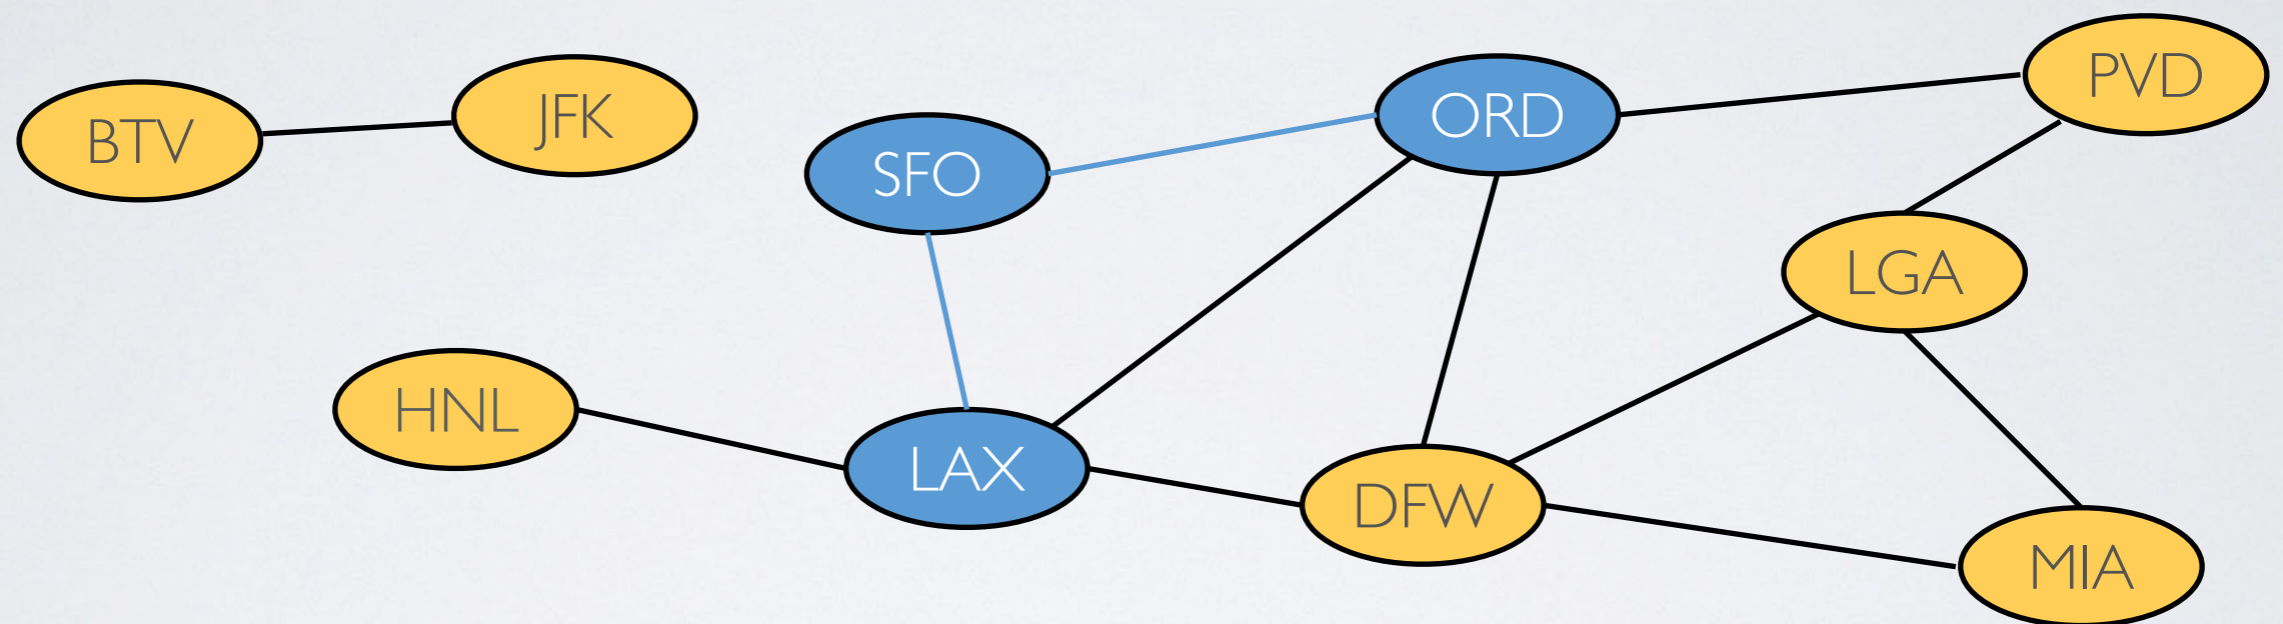 BTV
JFK
SFO
ORD
PVD
LGA
HNL
LAX
DFW
MIA